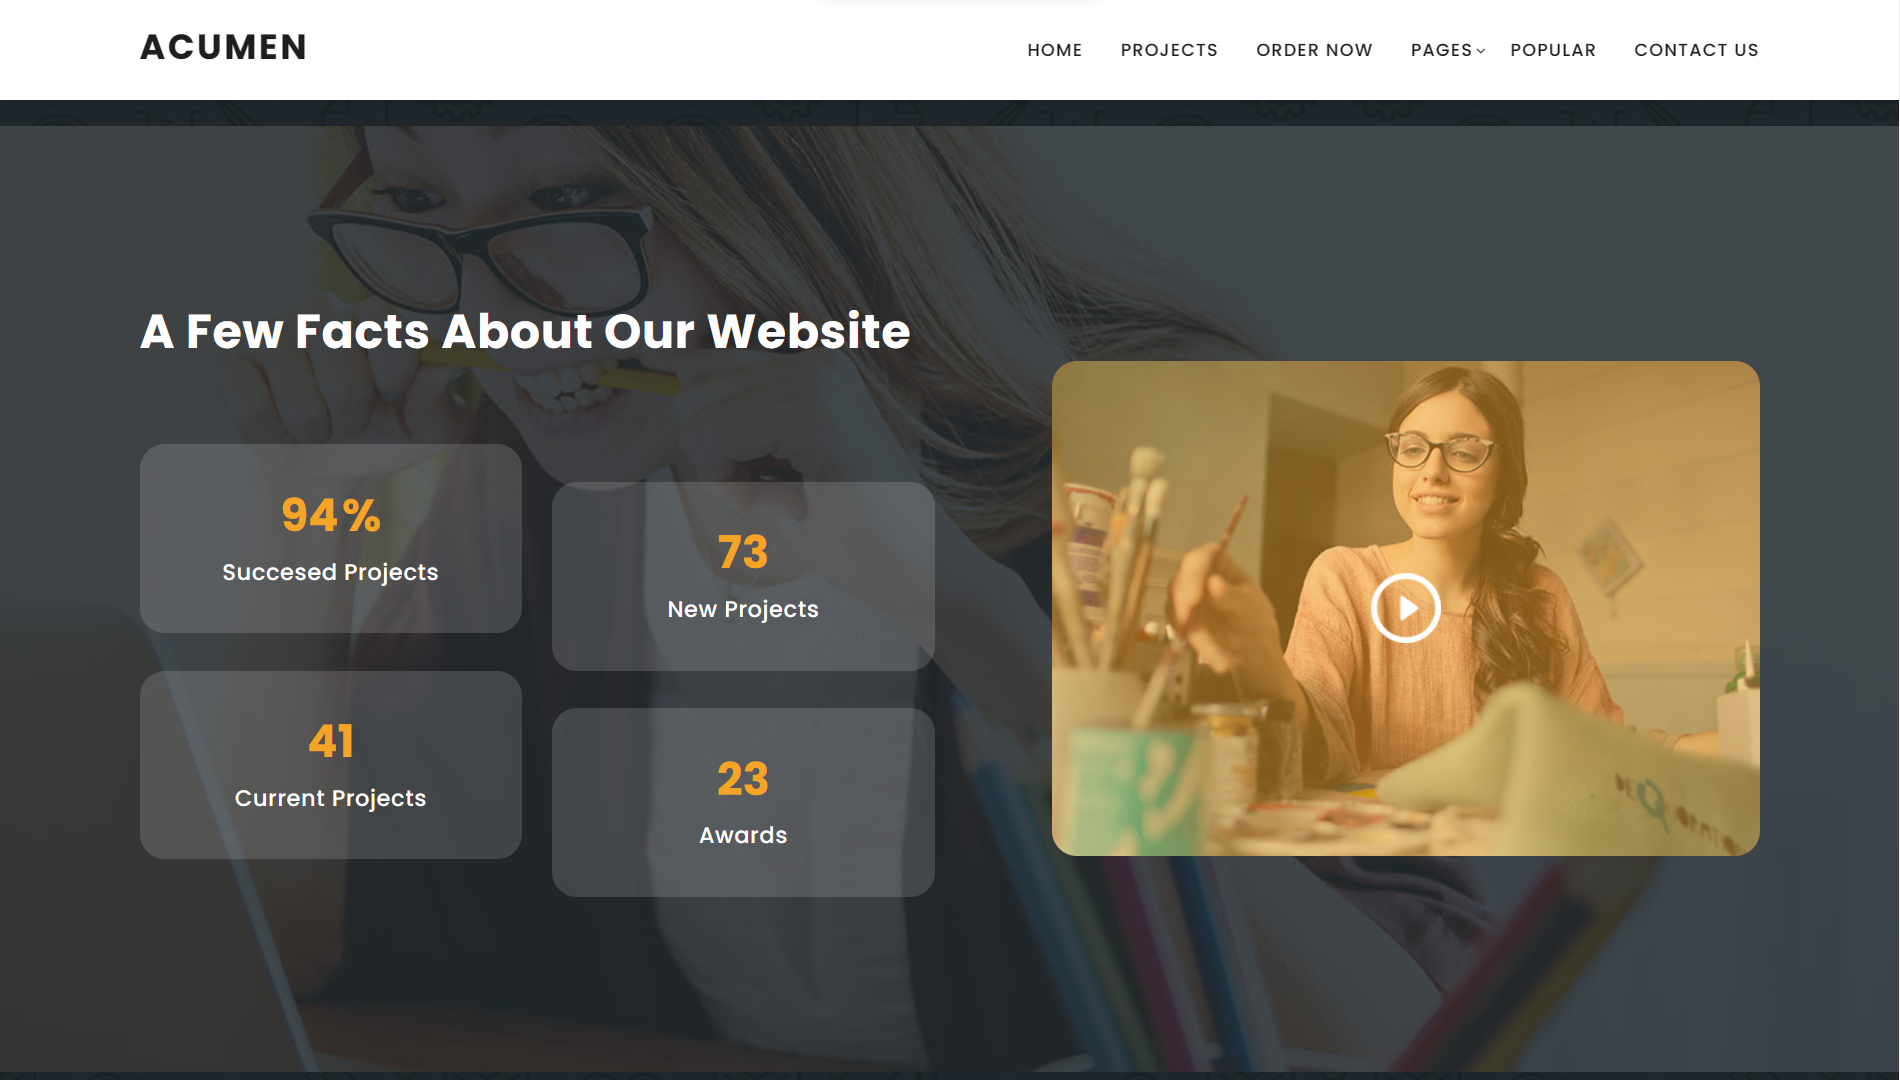 ACUMEN
HOME PROJECTS ORDER NOW PAGES POPULAR CONTACT US
A Few Facts About Our Website
94%
Succesed Projects
73
New Projects
41
Current Projects
23
Awards